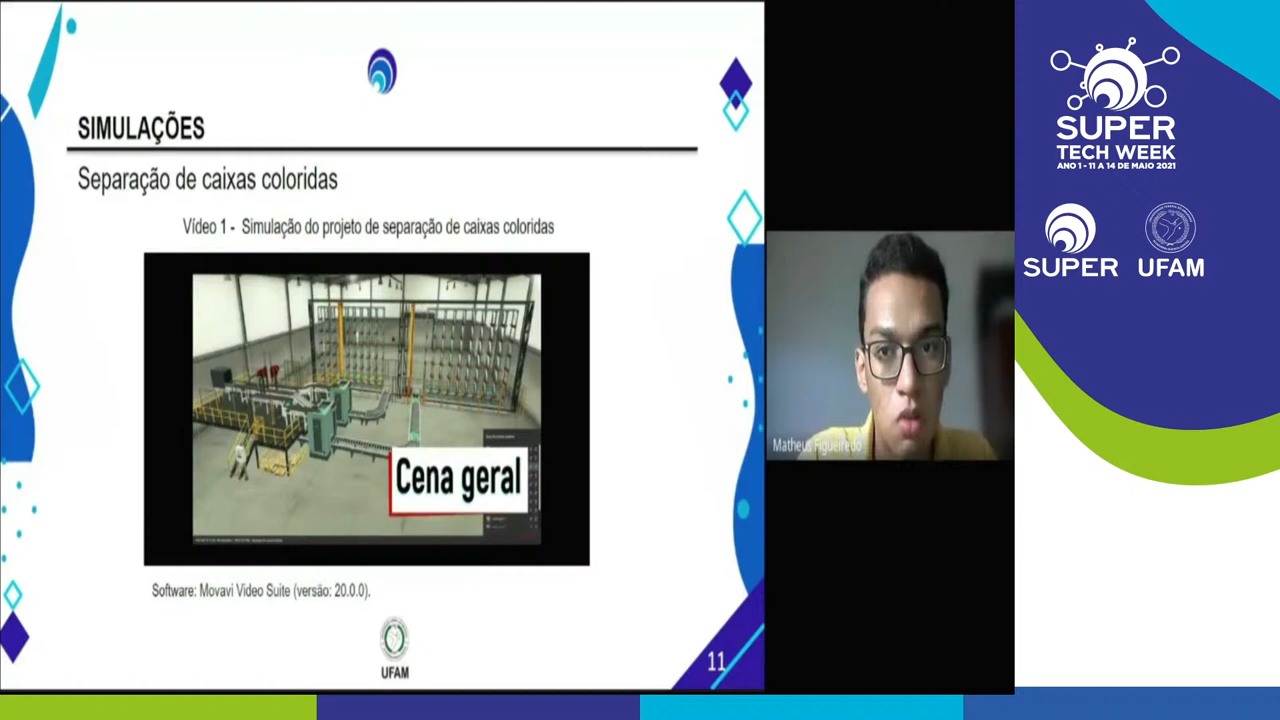 SIMULAÇÕES
Separação de caixas coloridas
Vídeo 1 - Simulação do projeto de separação de caixas coloridas
Cena geral
Software: Movavi Video Suite (versão: 20.0.0).
UFAM
11
Matheus Figueiredo
SUPER
TECH WEEK
ANO 1 - 11 A 14 DE MAIO 2021
SUPER
UFAM